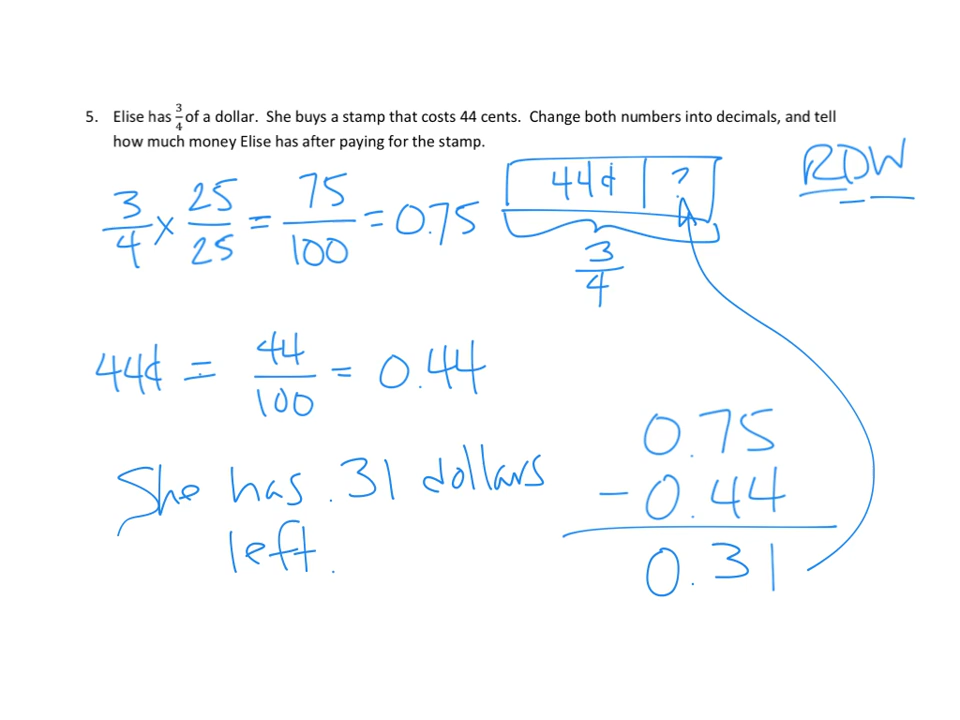 5. Elise has 3/4 of a dollar. She buys a stamp that costs 44 cents. Change both numbers into decimals, and tell
how much money Elise has after paying for the stamp.
RDW
44¢ | ?
3/4
3/4 x 25/25 = 75/100 = 0.75
44¢ = 44/100 = 0.44
0.75
- 0.44
0.31
She has .31 dollars
left.